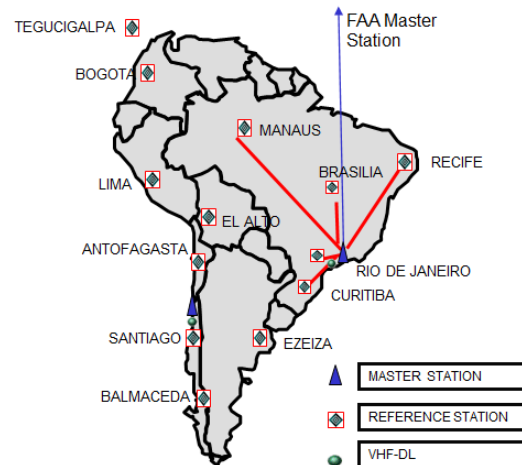 FAA Master
Station
TEGUCIGALPA
BOGOTA
MANAUS
BRASILIA
RECIFE
LIMA
EL ALTO
ANTOFAGASTA
RIO DE JANEIRO
CURITIBA
SANTIAGO
EZEIZA
BALMACEDA
MASTER STATION
REFERENCE STATION
VHF-DL